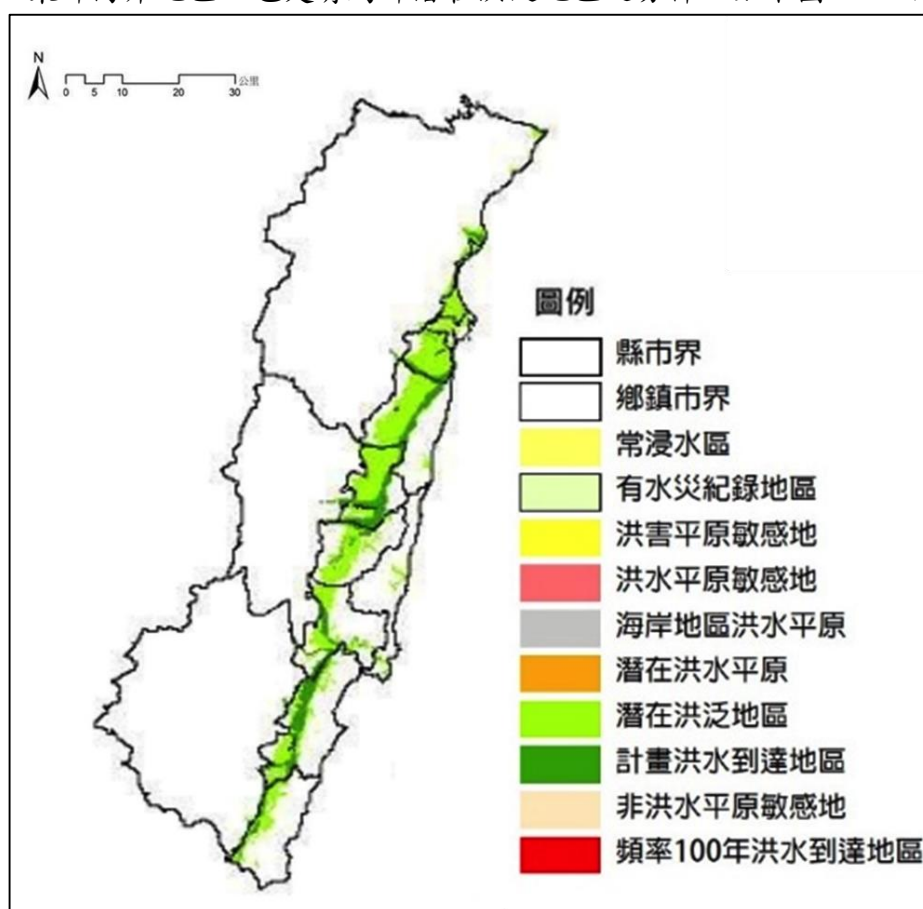 N
0 5 10 20 30 公里
圖例
縣市界
鄉鎮市界
常浸水區
有水災紀錄地區
洪害平原敏感地
洪水平原敏感地
海岸地區洪水平原
潛在洪水平原
潛在洪泛地區
計畫洪水到達地區
非洪水平原敏感地
頻率100年洪水到達地區